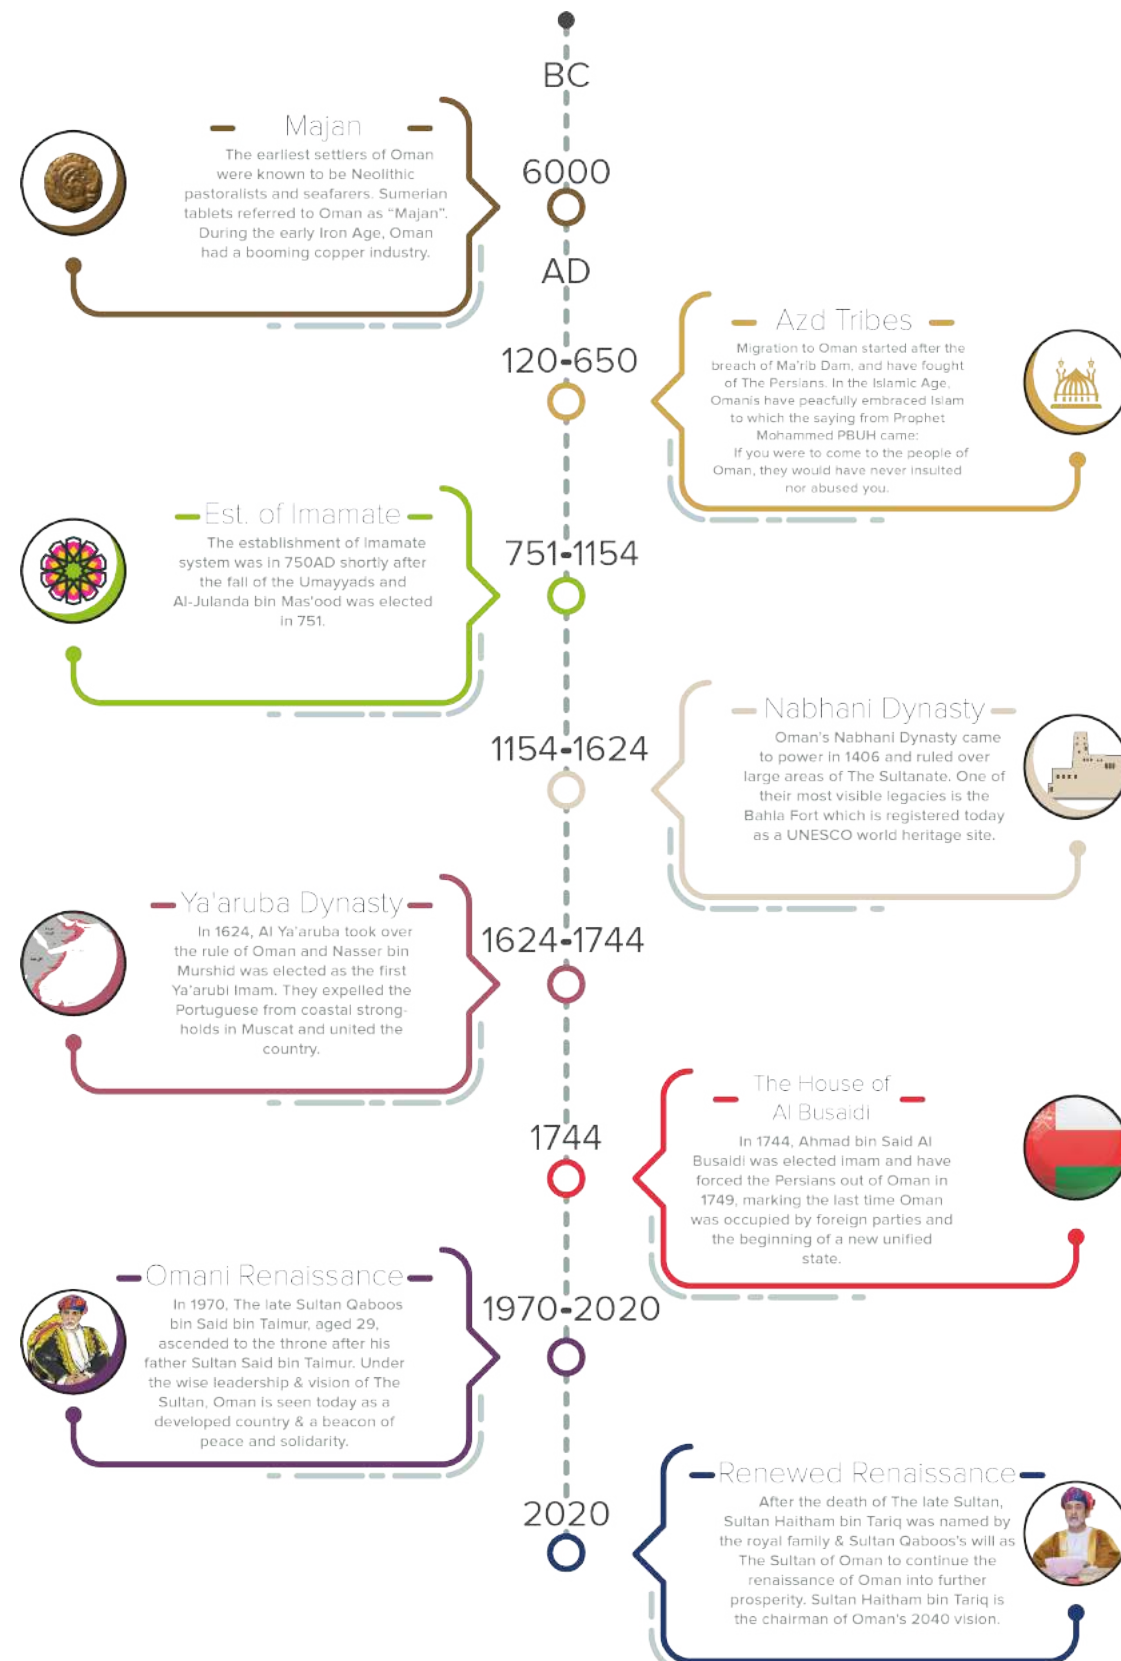 BC
Majan
The earliest settlers of Oman
were known to be Neolithic
pastoralists and seafarers. Sumerian
tablets referred to Oman as “Majan”.
During the early Iron Age, Oman
had a booming copper industry.
6000
AD
120-650
Azd Tribes
Migration to Oman started after the
breach of Ma'rib Dam, and have fought
of The Persians. In the Islamic Age,
Omanis have peacfully embraced Islam
to which the saying from Prophet
Mohammed PBUH came:
If you were to come to the people of
Oman, they would have never insulted
nor abused you.
Est. of Imamate
The establishment of Imamate
system was in 750AD shortly after
the fall of the Umayyads and
Al-Julanda bin Mas'ood was elected
in 751.
751-1154
1154-1624
Nabhani Dynasty
Oman's Nabhani Dynasty came
to power in 1406 and ruled over
large areas of The Sultanate. One of
their most visible legacies is the
Bahla Fort which is registered today
as a UNESCO world heritage site.
Ya'aruba Dynasty
In 1624, Al Ya'aruba took over
the rule of Oman and Nasser bin
Murshid was elected as the first
Ya'arubi Imam. They expelled the
Portuguese from coastal strong-
holds in Muscat and united the
country.
1624-1744
1744
The House of
Al Busaidi
In 1744, Ahmad bin Said Al
Busaidi was elected imam and have
forced the Persians out of Oman in
1749, marking the last time Oman
was occupied by foreign parties and
the beginning of a new unified
state.
Omani Renaissance
In 1970, The late Sultan Qaboos
bin Said bin Taimur, aged 29,
ascended to the throne after his
father Sultan Said bin Taimur. Under
the wise leadership & vision of The
Sultan, Oman is seen today as a
developed country & a beacon of
peace and solidarity.
1970-2020
2020
Renewed Renaissance
After the death of The late Sultan,
Sultan Haitham bin Tariq was named by
the royal family & Sultan Qaboos's will as
The Sultan of Oman to continue the
renaissance of Oman into further
prosperity. Sultan Haitham bin Tariq is
the chairman of Oman's 2040 vision.